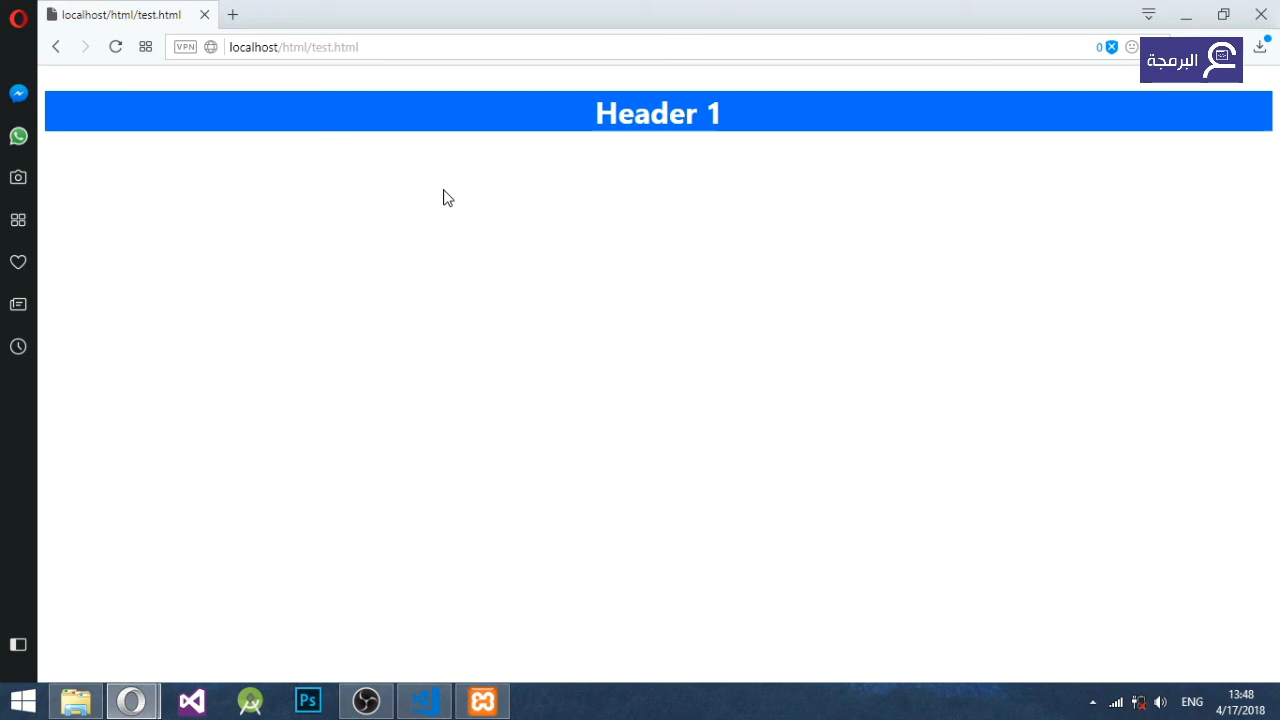 localhost/html/test.html
VPN
localhost/html/test.html
0
البرمجة
Header 1
Ps
ENG
13:48
4/17/2018